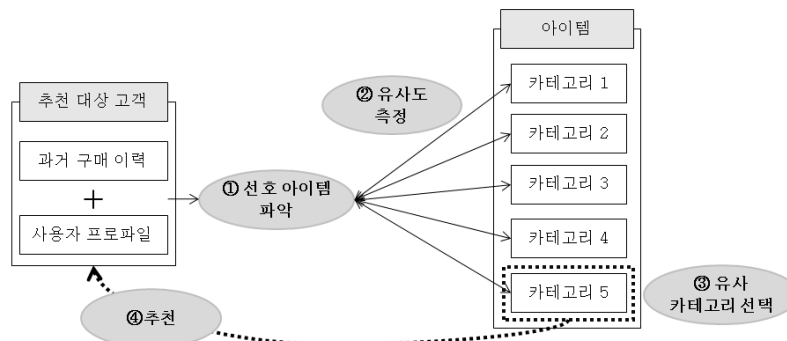 추천 대상 고객
과거 구매 이력
+
사용자 프로파일
① 선호 아이템
파악
② 유사도
측정
아이템
카테고리 1
카테고리 2
카테고리 3
카테고리 4
카테고리 5
③ 유사
카테고리 선택
④추천